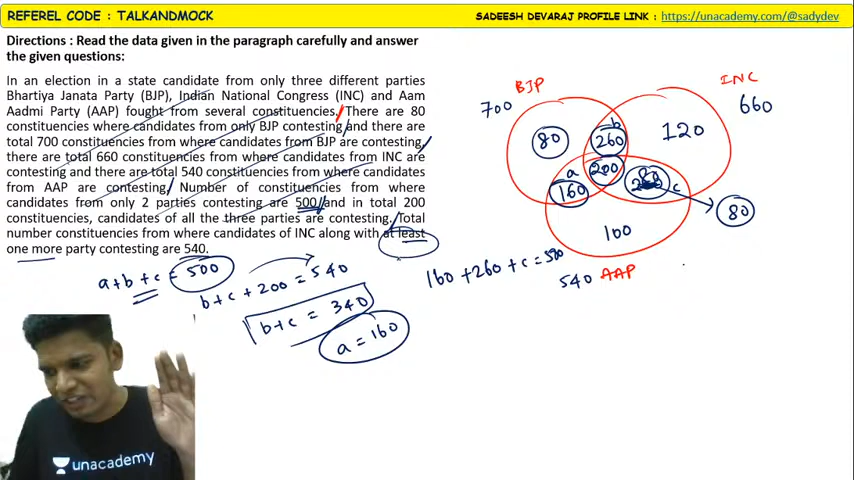 REFEREL CODE : TALKANDMOCK
SADEESH DEVARAJ PROFILE LINK : https://unacademy.com/@sadydev
Directions : Read the data given in the paragraph carefully and answer
the given questions:
In an election in a state candidate from only three different parties
Bhartiya Janata Party (BJP), Indian National Congress (INC) and Aam
Aadmi Party (AAP) fought from several constituencies. There are 80
constituencies where candidates from only BJP contesting and there are
total 700 constituencies from where candidates from BJP are contesting,
there are total 660 constituencies from where candidates from INC are
contesting and there are total 540 constituencies from where candidates
from AAP are contesting. Number of constituencies from where
candidates from only 2 parties contesting are 500 and in total 200
constituencies, candidates of all the three parties are contesting. Total
number constituencies from where candidates of INC along with at least
one more party contesting are 540.
BJP
INC
700
660
80
b
260
120
a
200
160
80
c
80
100
540 AAP
a+b+c = 500
b+c+200 = 540
b+c = 340
a = 160
160+260+c=500
unacademy